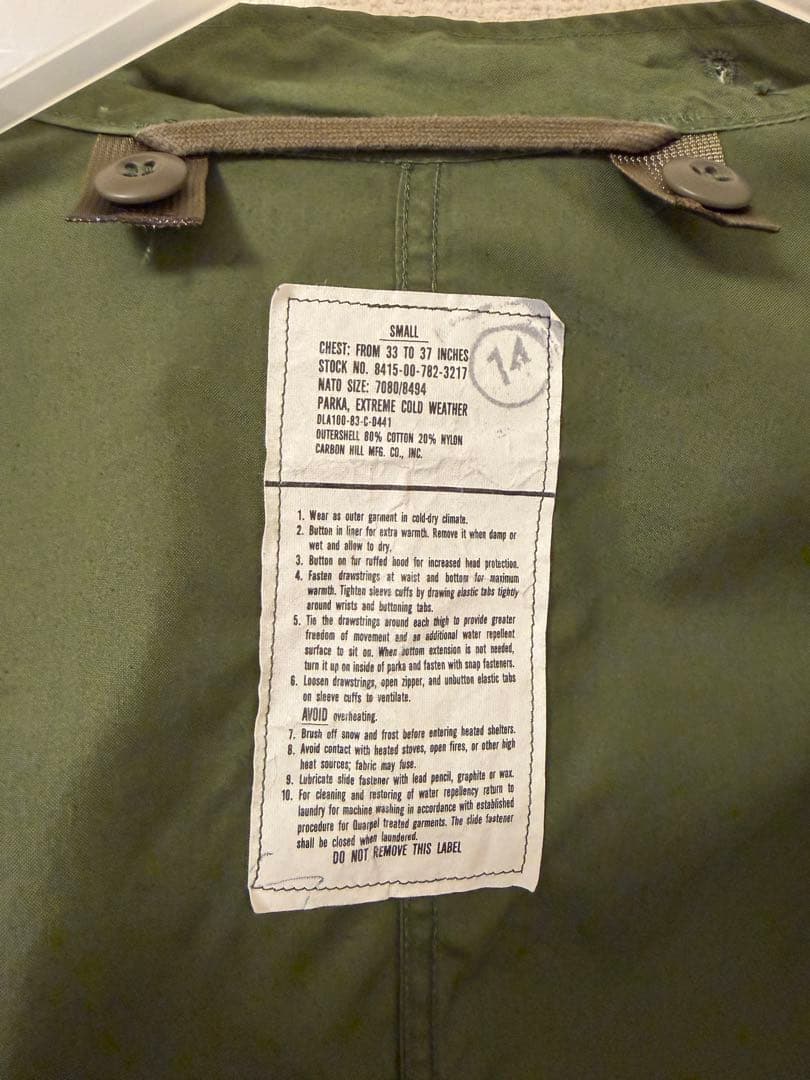 SMALL
CHEST: FROM 33 TO 37 INCHES
STOCK NO. 8415-00-782-3217
NATO SIZE: 7080/8494
PARKA, EXTREME COLD WEATHER
DLA100-83-C-0441
OUTERSHELL 80% COTTON 20% NYLON
CARBON HILL MFG. CO., INC.
14
1. Wear as outer garment in cold-dry climate.
2. Button in liner for extra warmth. Remove it when damp or
wet and allow to dry.
3. Button on fur ruffed hood for increased head protection.
4. Fasten drawstrings at waist and bottom for maximum
warmth. Tighten sleeve cuffs by drawing elastic tabs tightly
around wrists and buttoning tabs.
5. Tie the drawstrings around each thigh to provide greater
freedom of movement and an additional water repellent
surface to sit on. When bottom extension is not needed,
turn it up on inside of parka and fasten with snap fasteners.
6. Loosen drawstrings, open zipper, and unbutton elastic tabs
on sleeve cuffs to ventilate.
AVOID overheating.
7. Brush off snow and frost before entering heated shelters.
8. Avoid contact with heated stoves, open fires, or other high
heat sources; fabric may fuse.
9. Lubricate slide fastener with lead pencil, graphite or wax.
10. For cleaning and restoring of water repellency return to
laundry for machine washing in accordance with established
procedure for Quarpel treated garments. The slide fastener
shall be closed when laundered.
DO NOT REMOVE THIS LABEL